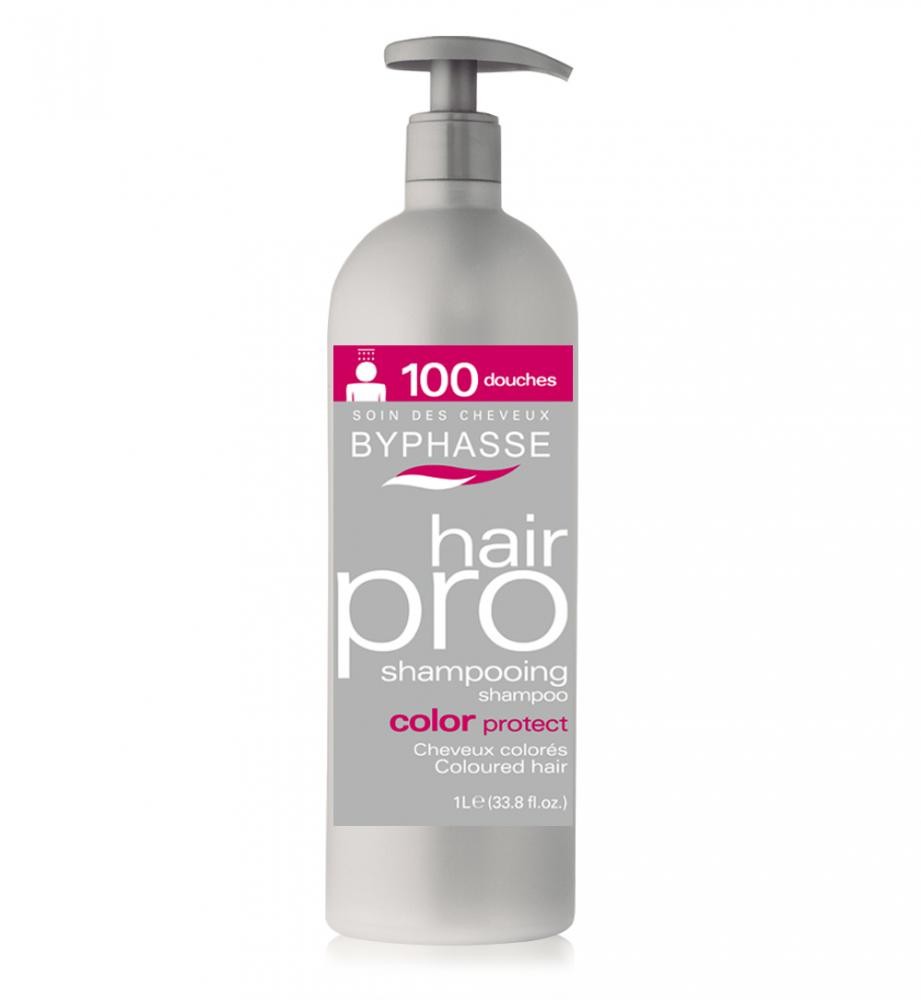 100 douches
SOIN DES CHEVEUX
BYPHASSE
hair
pro
shampooing
shampoo
color protect
Cheveux colorés
Coloured hair
1L℮ (33.8 fl.oz.)